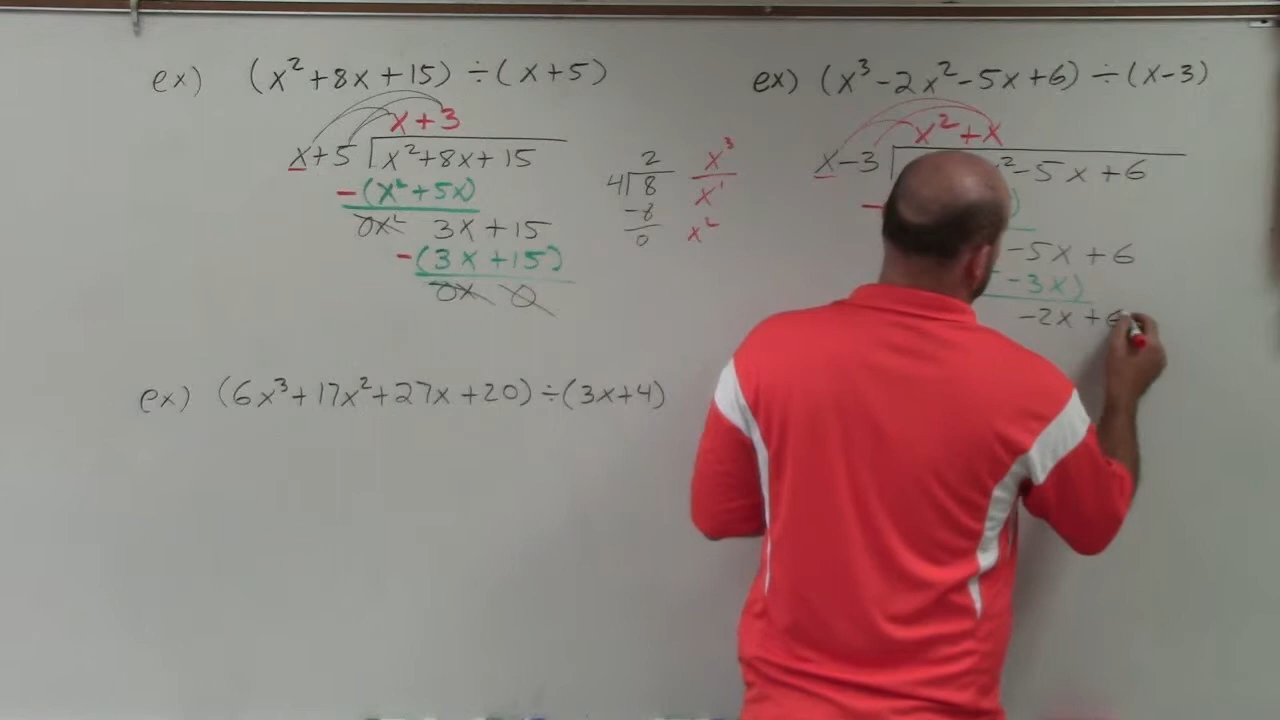 ex) (x² + 8x + 15) ÷ (x + 5)
x + 3
x + 5 x² + 8x + 15
-(x² + 5x)
0x² 3x + 15
-(3x + 15)
0x 0
2
4 8
-8
0
x³
x¹
x²
ex) (x³ - 2x² - 5x + 6) ÷ (x - 3)
x² + x
x - 3 ² - 5x + 6
- )
- 5x + 6
- 3x)
-2x + 6
ex) (6x³ + 17x² + 27x + 20) ÷ (3x + 4)